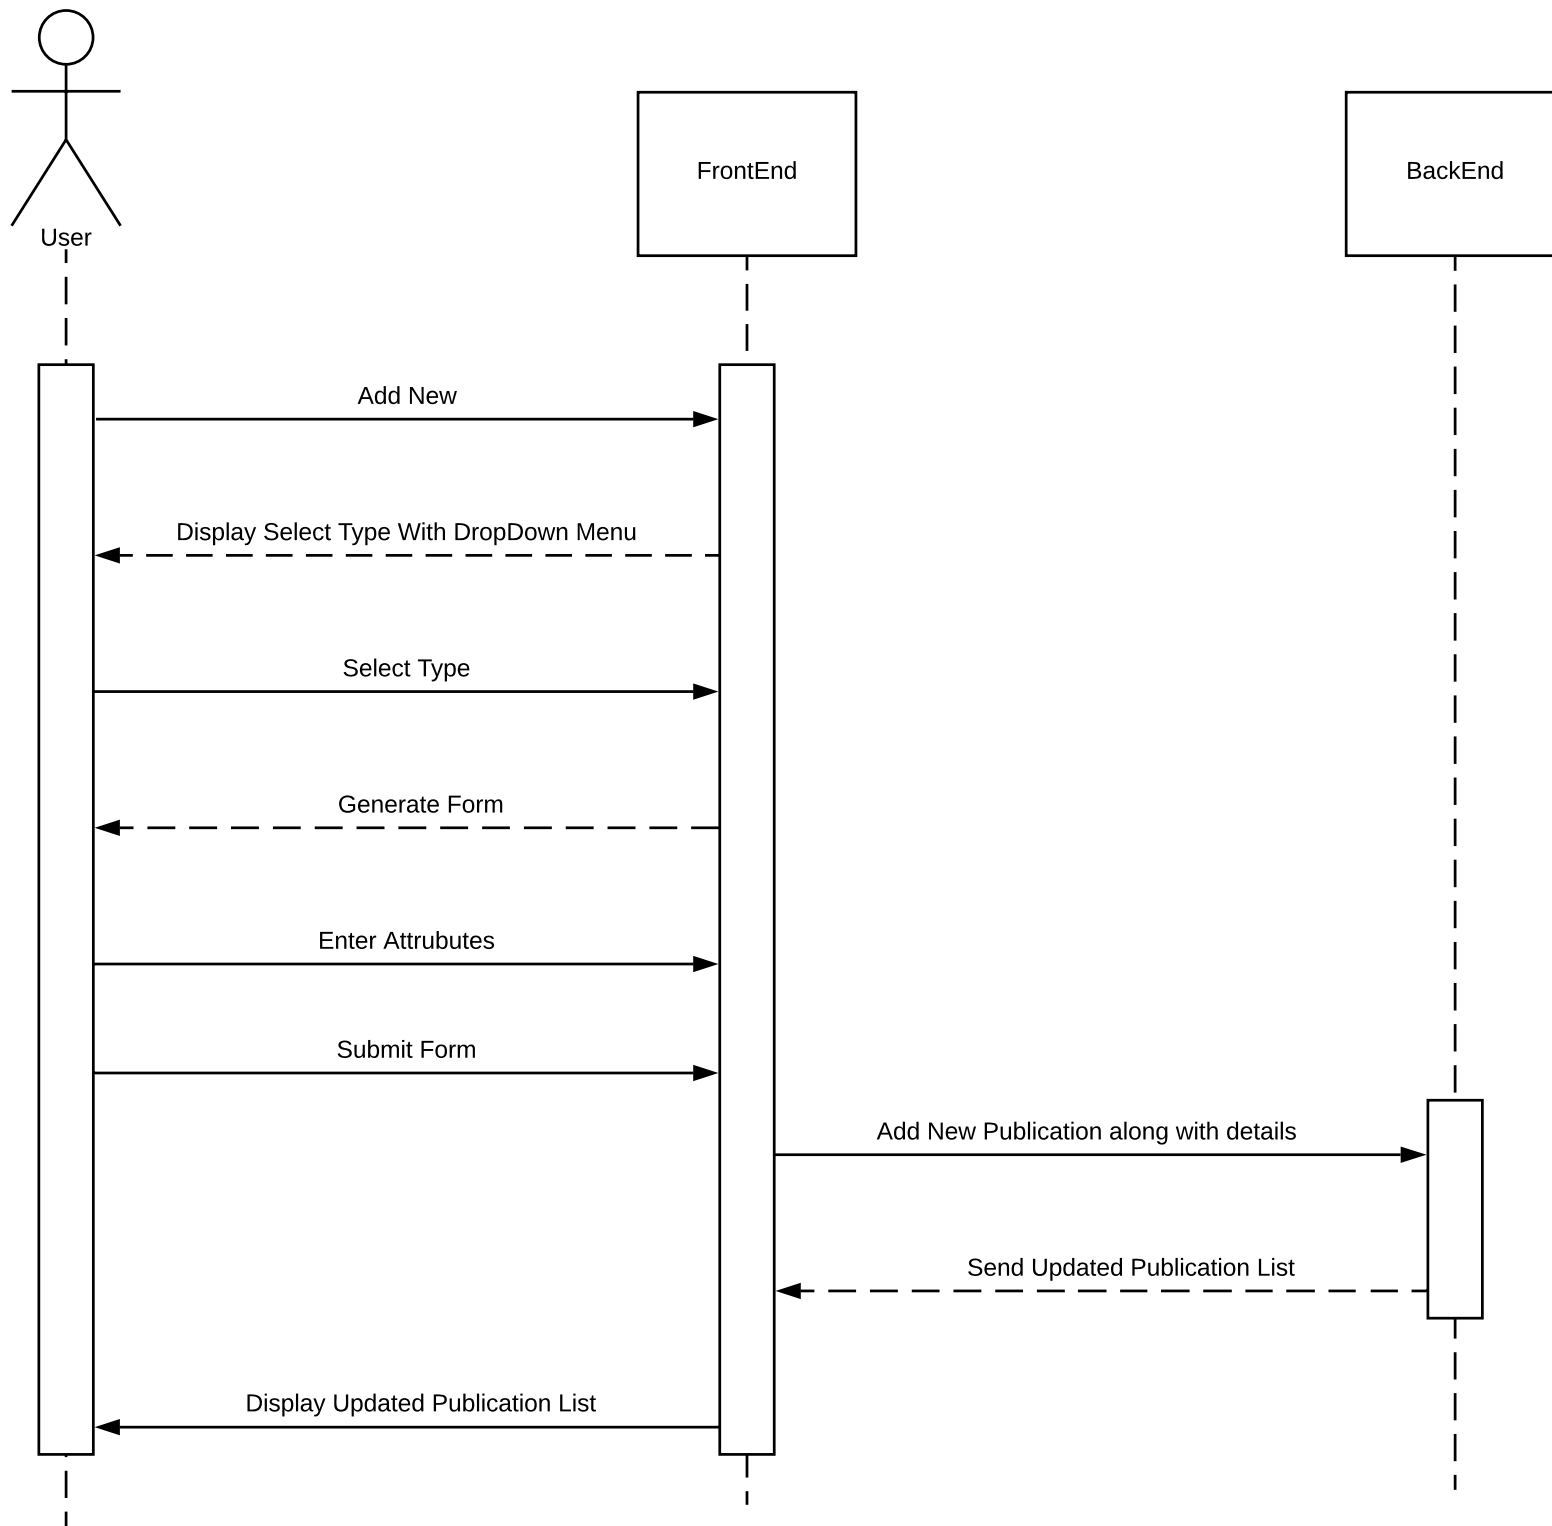 User
FrontEnd
BackEnd
Add New
Display Select Type With DropDown Menu
Select Type
Generate Form
Enter Attrubutes
Submit Form
Add New Publication along with details
Send Updated Publication List
Display Updated Publication List